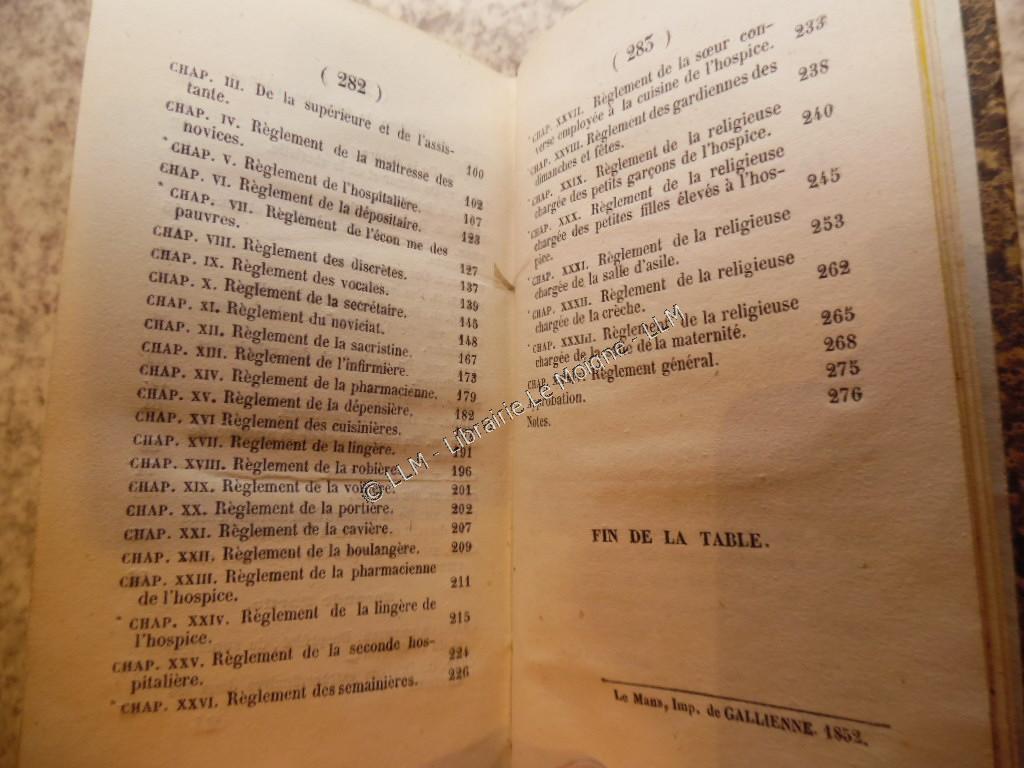 ( 282 )
CHAP. III. De la supérieure et de l'assis-
tante. 100
CHAP. IV. Règlement de la maîtresse des
novices. 102
* CHAP. V. Règlement de l'hospitalière. 107
CHAP. VI. Règlement de la dépositaire. 123
* CHAP. VII. Règlement de l'écon me des
pauvres. 127
CHAP. VIII. Règlement des discrètes. 137
CHAP. IX. Règlement des vocales. 139
CHAP. X. Règlement de la secrétaire. 145
CHAP. XI. Règlement du noviciat. 148
CHAP. XII. Règlement de la sacristine. 167
CHAP. XIII. Règlement de l'infirmière. 173
CHAP. XIV. Règlement de la pharmacienne. 179
CHAP. XV. Règlement de la dépensière. 182
CHAP. XVI Règlement des cuisinières.
CHAP. XVII. Règlement de la lingère. 191
CHAP. XVIII. Règlement de la robière. 196
CHAP. XIX. Règlement de la 201
CHAP. XX. Règlement de la portière. 202
CHAP. XXI. Règlement de la cavière. 207
CHAP. XXII. Règlement de la boulangère. 209
CHAP. XXIII. Règlement de la pharmacienne
de l'hospice. 211
* CHAP. XXIV. Règlement de la lingère de
l'hospice. 215
CHAP. XXV. Règlement de la seconde hos-
pitalière. 224
* CHAP. XXVI. Règlement des semainières. 226
( 283 )
* CHAP. XXVII. Règlement de la sœur con-
verse employée à la cuisine de l'hospice. 233
CHAP. XXVIII. Règlement des gardiennes des
dimanches et fêtes. 238
* CHAP. XXIX. Règlement de la religieuse
chargée des petits garçons de l'hospice. 240
* CHAP. XXX. Règlement de la religieuse
chargée des petites filles élevés à l'hos-
pice. 245
* CHAP. XXXI. Règlement de la religieuse
chargée de la salle d'asile. 253
* CHAP. XXXII. Règlement de la religieuse
chargée de la crèche. 262
* CHAP. XXXIII. Règlement de la religieuse
chargée de la de la maternité. 265
CHAP. Règlement général. 268
Approbation. 275
Notes. 276
FIN DE LA TABLE.
Le Mans, Imp. de GALLIENNE. 1852.
© LLM - Librairie Le Moione - LLM